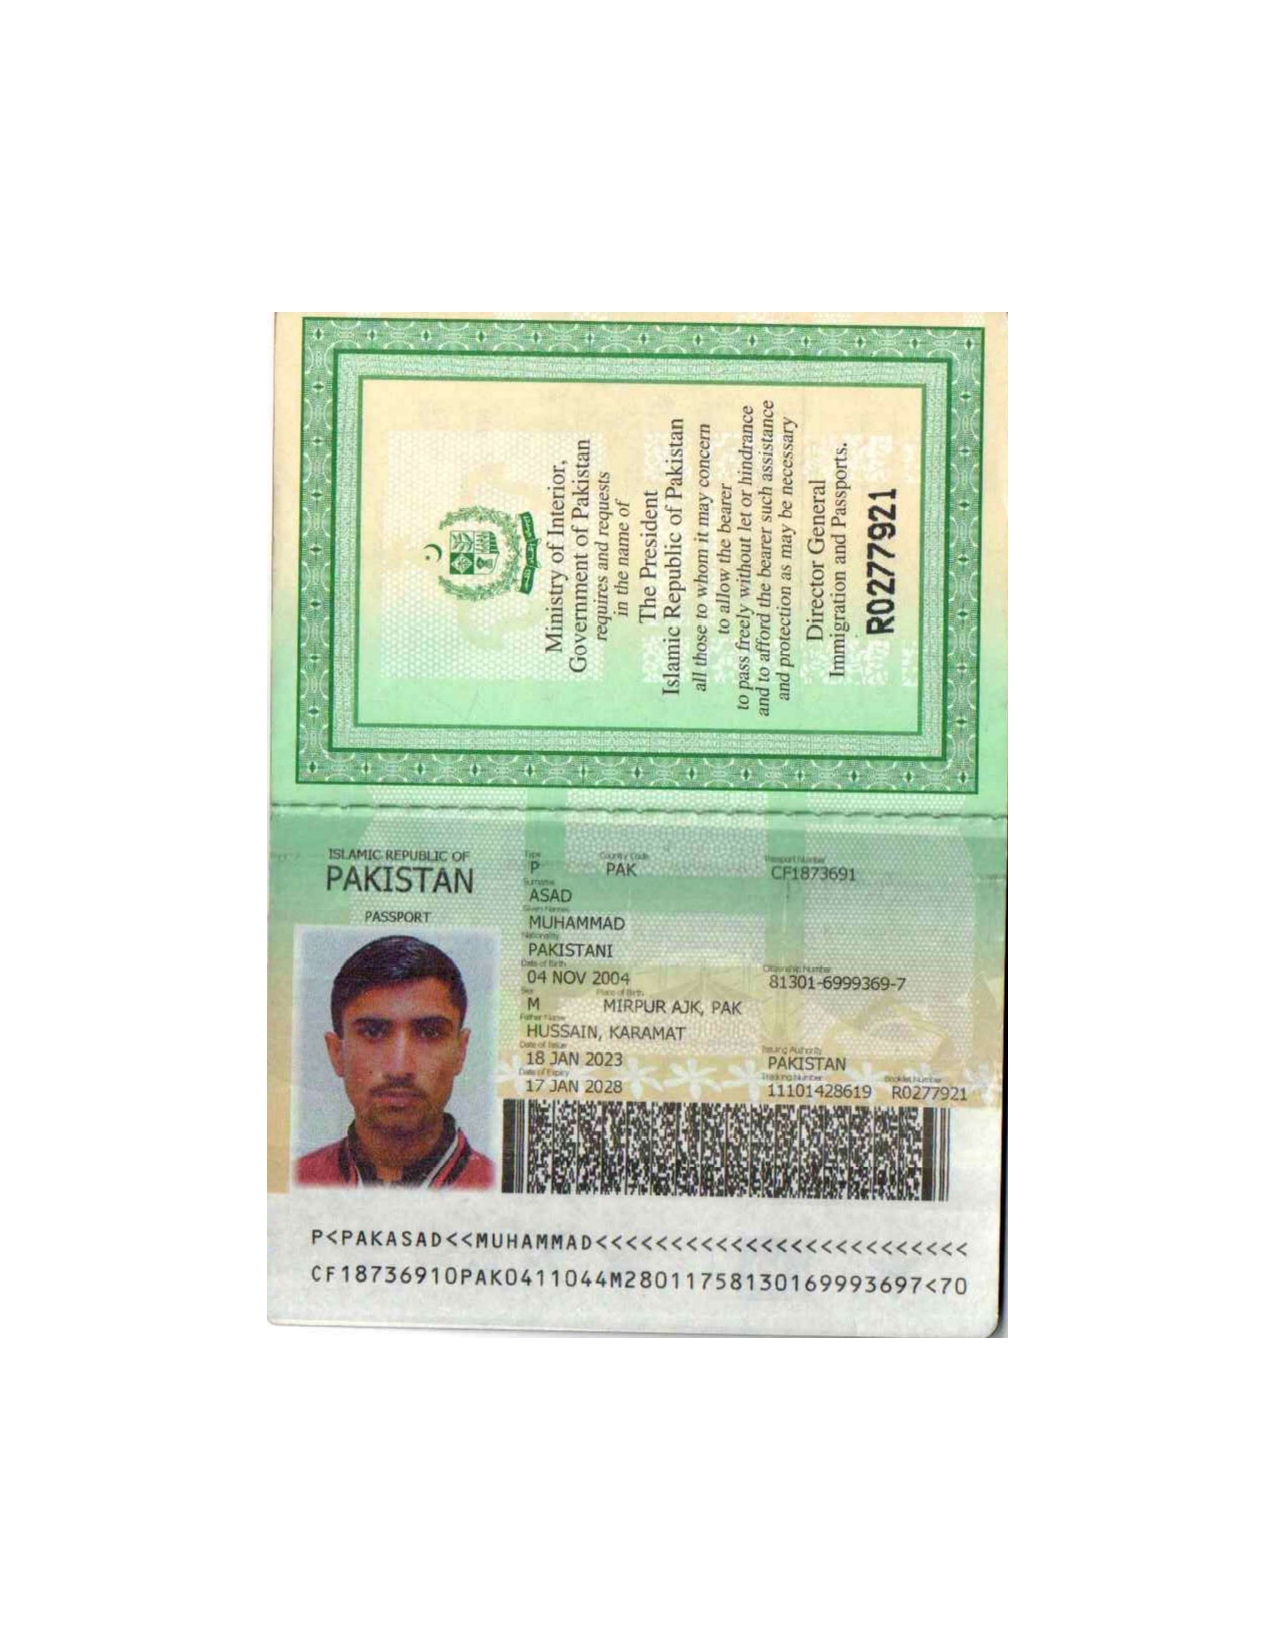 Ministry of Interior,
Government of Pakistan
requires and requests
in the name of
The President
Islamic Republic of Pakistan
all those to whom it may concern
to allow the bearer
to pass freely without let or hindrance
and to afford the bearer such assistance
and protection as may be necessary
Director General
Immigration and Passports.
R0277921
ISLAMIC REPUBLIC OF
PAKISTAN
PASSPORT
Type Country Code Passport Number
P PAK CF1873691
Surname
ASAD
Given Names
MUHAMMAD
Nationality
PAKISTANI
Date of Birth Citizenship Number
04 NOV 2004 81301-6999369-7
Sex Place of Birth
M MIRPUR AJK, PAK
Father Name
HUSSAIN, KARAMAT
Date of Issue Issuing Authority
18 JAN 2023 PAKISTAN
Date of Expiry Tracking Number Booklet Number
17 JAN 2028 11101428619 R0277921
P<PAKASAD<<MUHAMMAD<<<<<<<<<<<<<<<<<<<<<<<<<
CF18736910PAK0411044M28011758130169993697<70